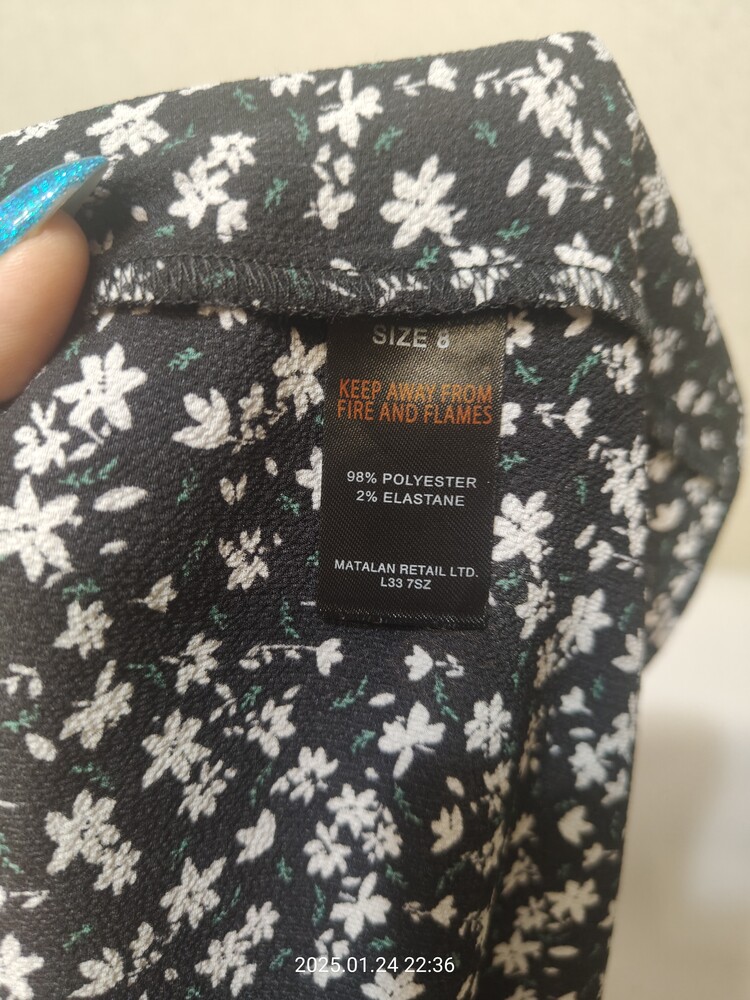 SIZE 8
KEEP AWAY FROM
FIRE AND FLAMES
98% POLYESTER
2% ELASTANE
MATALAN RETAIL LTD.
L33 7SZ
2025.01.24 22:36